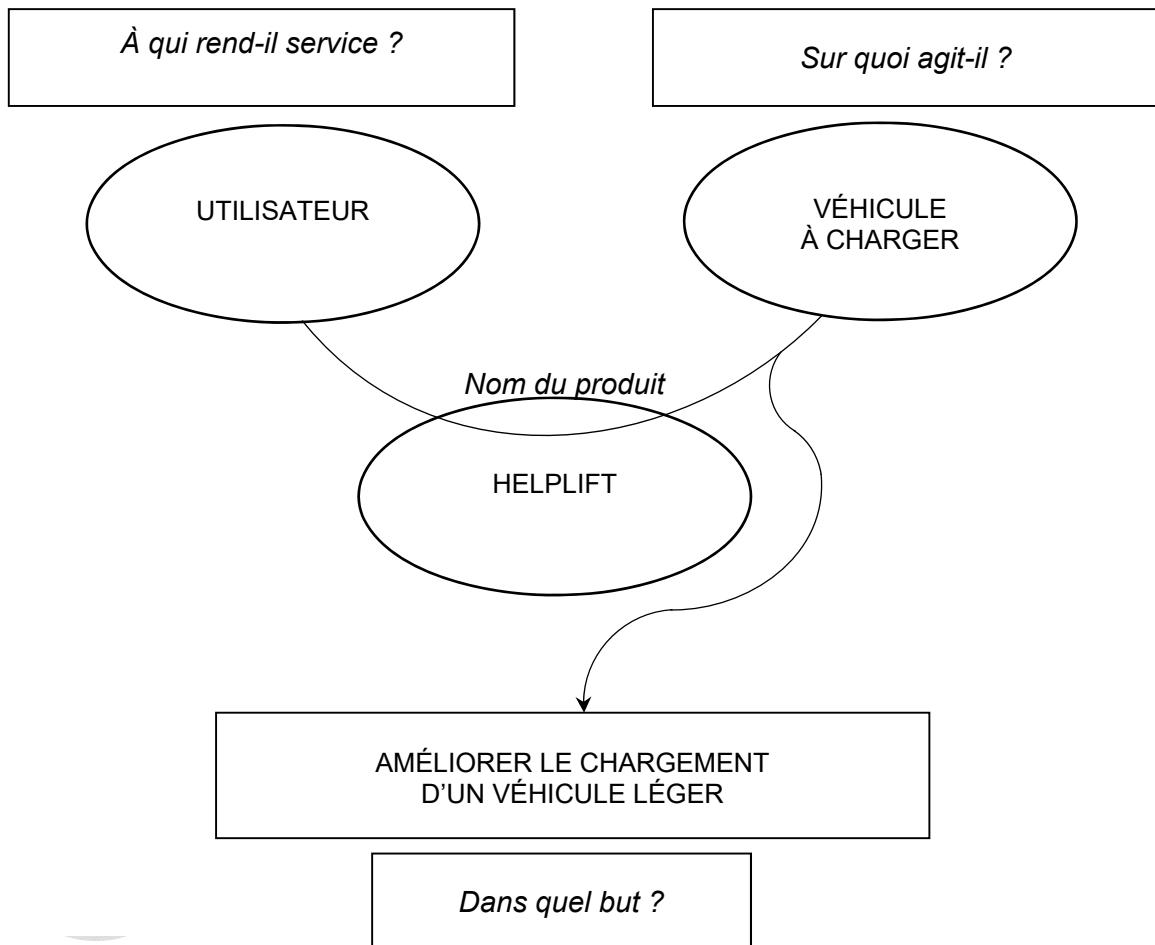 À qui rend-il service ?
Sur quoi agit-il ?
UTILISATEUR
VÉHICULE
À CHARGER
Nom du produit
HELPLIFT
AMÉLIORER LE CHARGEMENT
D’UN VÉHICULE LÉGER
Dans quel but ?